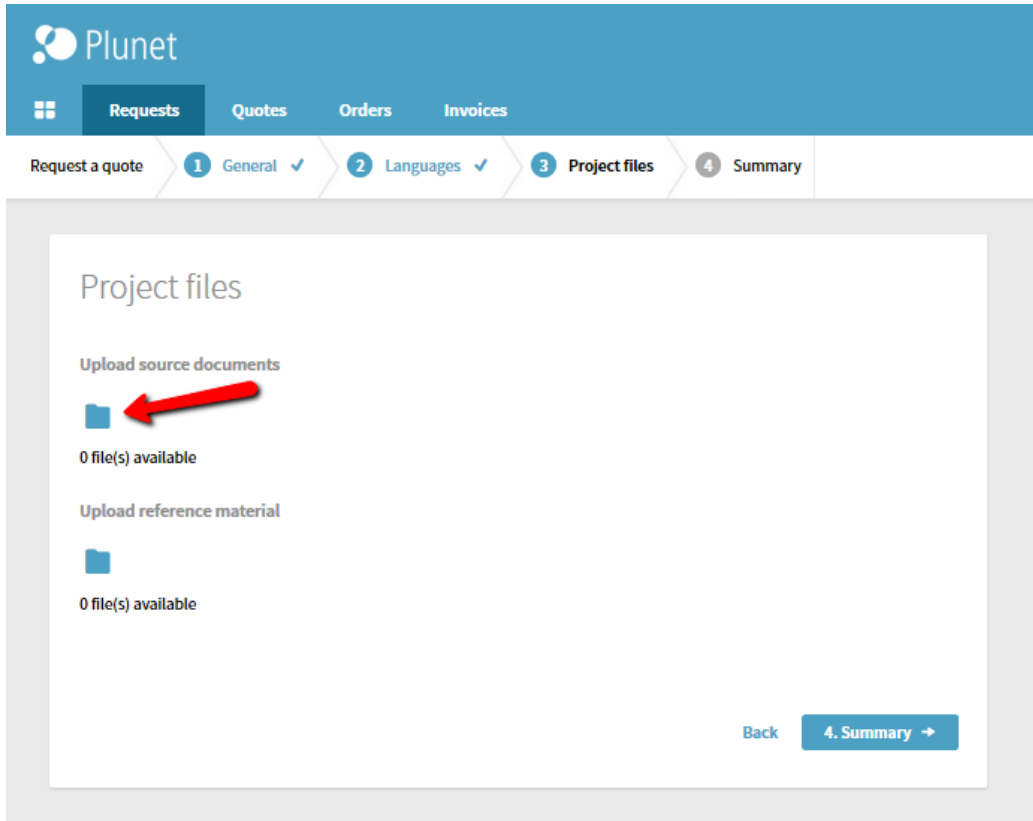 Plunet
Requests Quotes Orders Invoices
Request a quote 1 General 2 Languages 3 Project files 4 Summary
Project files
Upload source documents
0 file(s) available
Upload reference material
0 file(s) available
Back 4. Summary